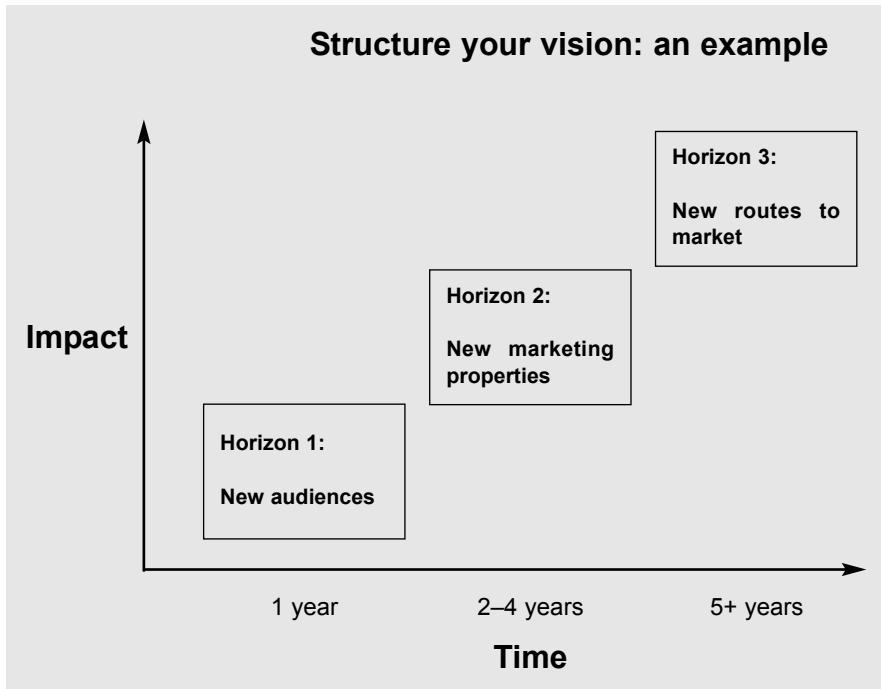 Structure your vision: an example
Horizon 3:
New routes to
market
Horizon 2:
New marketing
properties
Impact
Horizon 1:
New audiences
1 year
2–4 years
5+ years
Time